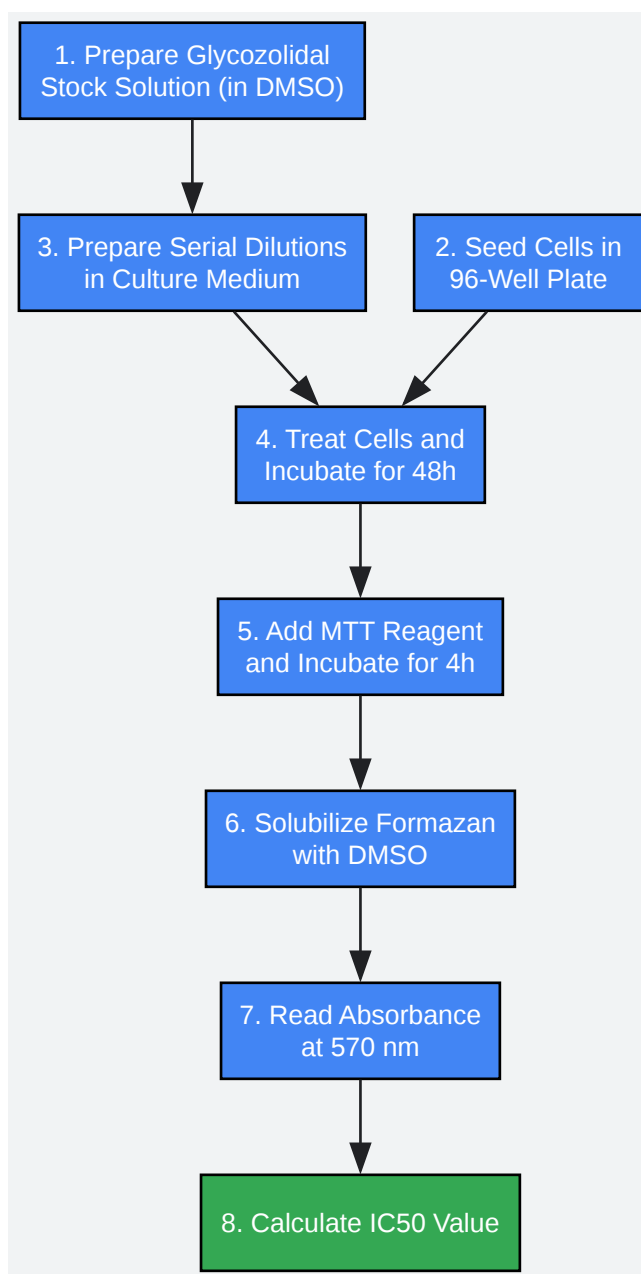 1. Prepare Glycozolidal
Stock Solution (in DMSO)
3. Prepare Serial Dilutions
in Culture Medium
2. Seed Cells in
96-Well Plate
4. Treat Cells and
Incubate for 48h
5. Add MTT Reagent
and Incubate for 4h
6. Solubilize Formazan
with DMSO
7. Read Absorbance
at 570 nm
8. Calculate IC50 Value